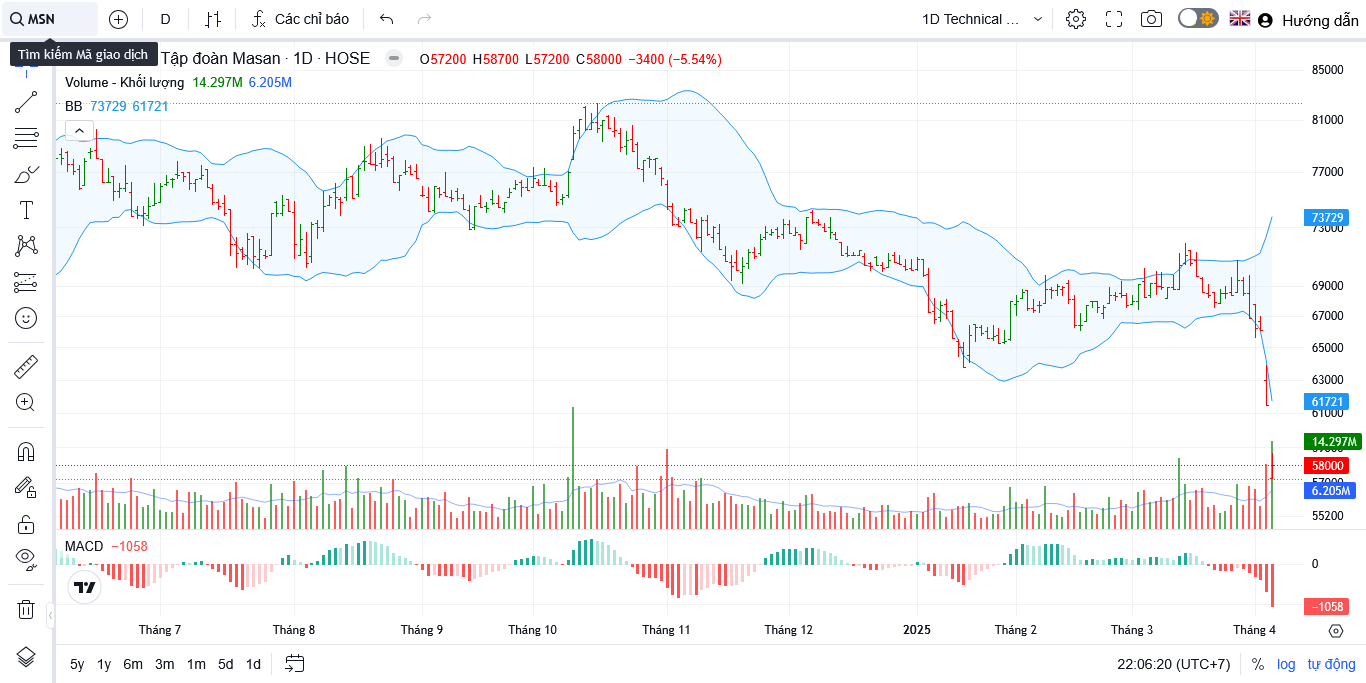 MSN D Các chỉ báo 1D Technical ... Hướng dẫn
Tìm kiếm Mã giao dịch
Tập đoàn Masan · 1D · HOSE O57200 H58700 L57200 C58000 −3400 (−5.54%)
Volume - Khối lượng 14.297M 6.205M
BB 73729 61721
85000
81000
77000
73729
73000
69000
67000
65000
63000
61721
61000
14.297M
58000
57000
6.205M
55200
MACD −1058
0
−1058
Tháng 7 Tháng 8 Tháng 9 Tháng 10 Tháng 11 Tháng 12 2025 Tháng 2 Tháng 3 Tháng 4
5y 1y 6m 3m 1m 5d 1d 22:06:20 (UTC+7) % log tự động